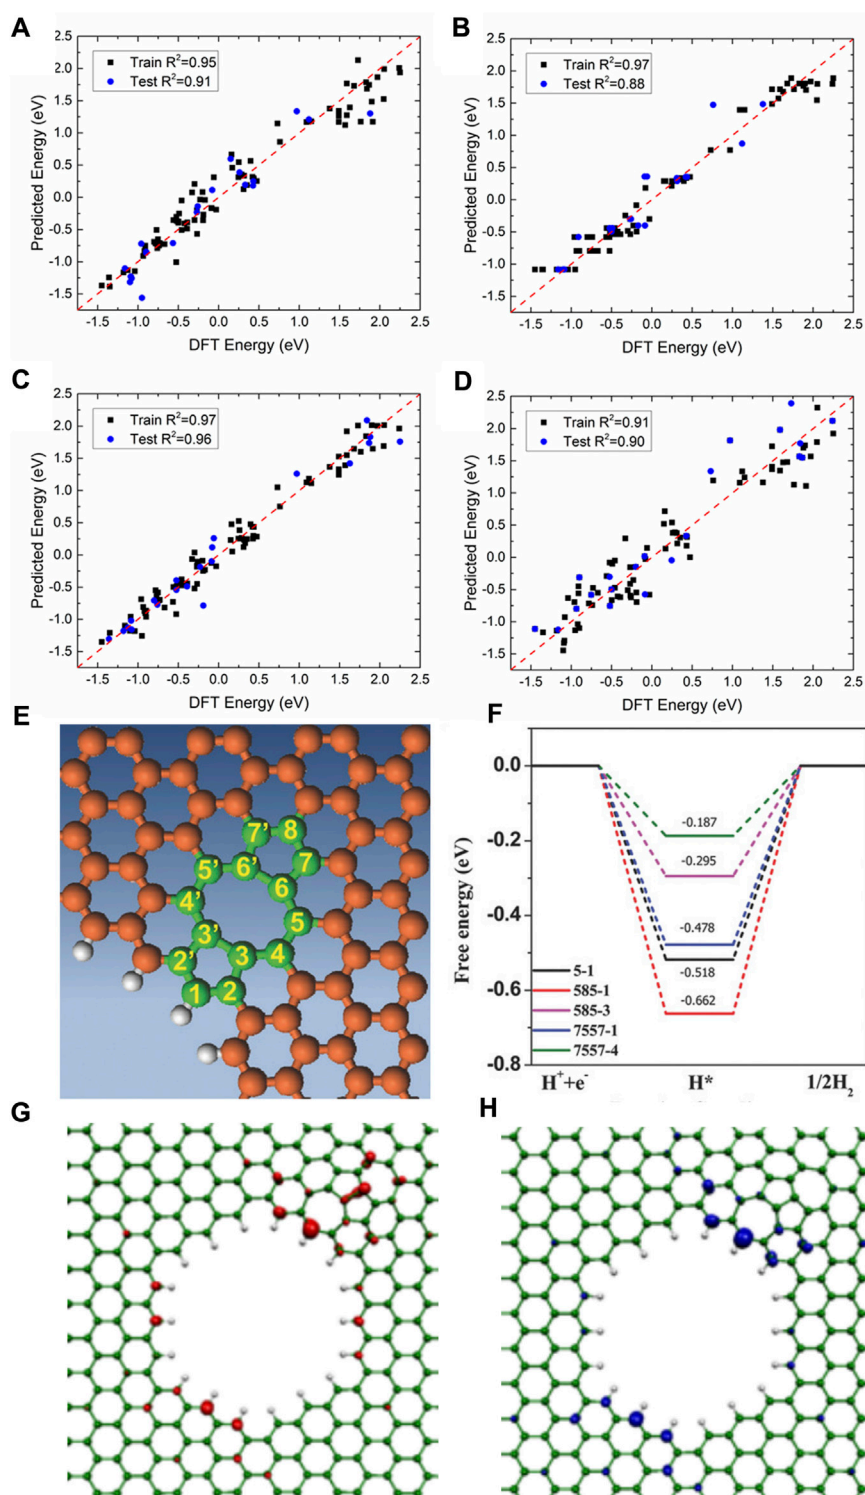 A
Train R²=0.95
Test R²=0.91
2.5
2.0
1.5
1.0
0.5
0.0
-0.5
-1.0
-1.5
Predicted Energy (eV)
-1.5 -1.0 -0.5 0.0 0.5 1.0 1.5 2.0 2.5
DFT Energy (eV)
B
Train R²=0.97
Test R²=0.88
2.5
2.0
1.5
1.0
0.5
0.0
-0.5
-1.0
-1.5
Predicted Energy (eV)
-1.5 -1.0 -0.5 0.0 0.5 1.0 1.5 2.0 2.5
DFT Energy (eV)
C
Train R²=0.97
Test R²=0.96
2.5
2.0
1.5
1.0
0.5
0.0
-0.5
-1.0
-1.5
Predicted Energy (eV)
-1.5 -1.0 -0.5 0.0 0.5 1.0 1.5 2.0 2.5
DFT Energy (eV)
D
Train R²=0.91
Test R²=0.90
2.5
2.0
1.5
1.0
0.5
0.0
-0.5
-1.0
-1.5
Predicted Energy (eV)
-1.5 -1.0 -0.5 0.0 0.5 1.0 1.5 2.0 2.5
DFT Energy (eV)
E
7' 8
5' 6' 7
6
4'
5
3'
2' 3 4
1 2
F
0.0
-0.2
-0.4
-0.6
-0.8
Free energy (eV)
-0.187
-0.295
-0.478
-0.518
-0.662
5-1
585-1
585-3
7557-1
7557-4
H⁺+e⁻ H* 1/2H₂
G
H